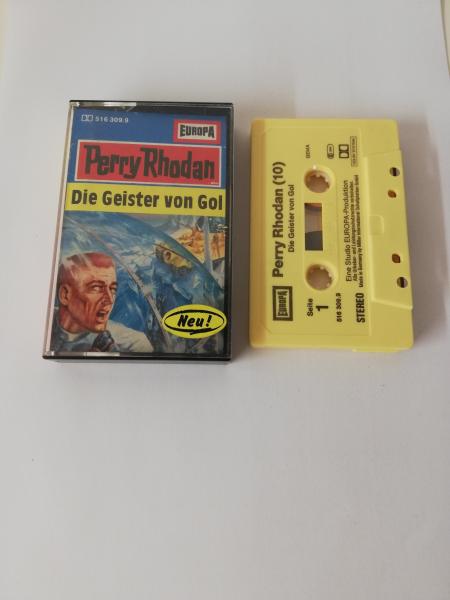 516 309.9
EUROPA
Perry Rhodan
Die Geister von Gol
Neu!
Perry Rhodan (10)
Die Geister von Gol
GEMA
EUROPA
Seite
1
516 309.9
Eine Studio EUROPA-Produktion
STEREO